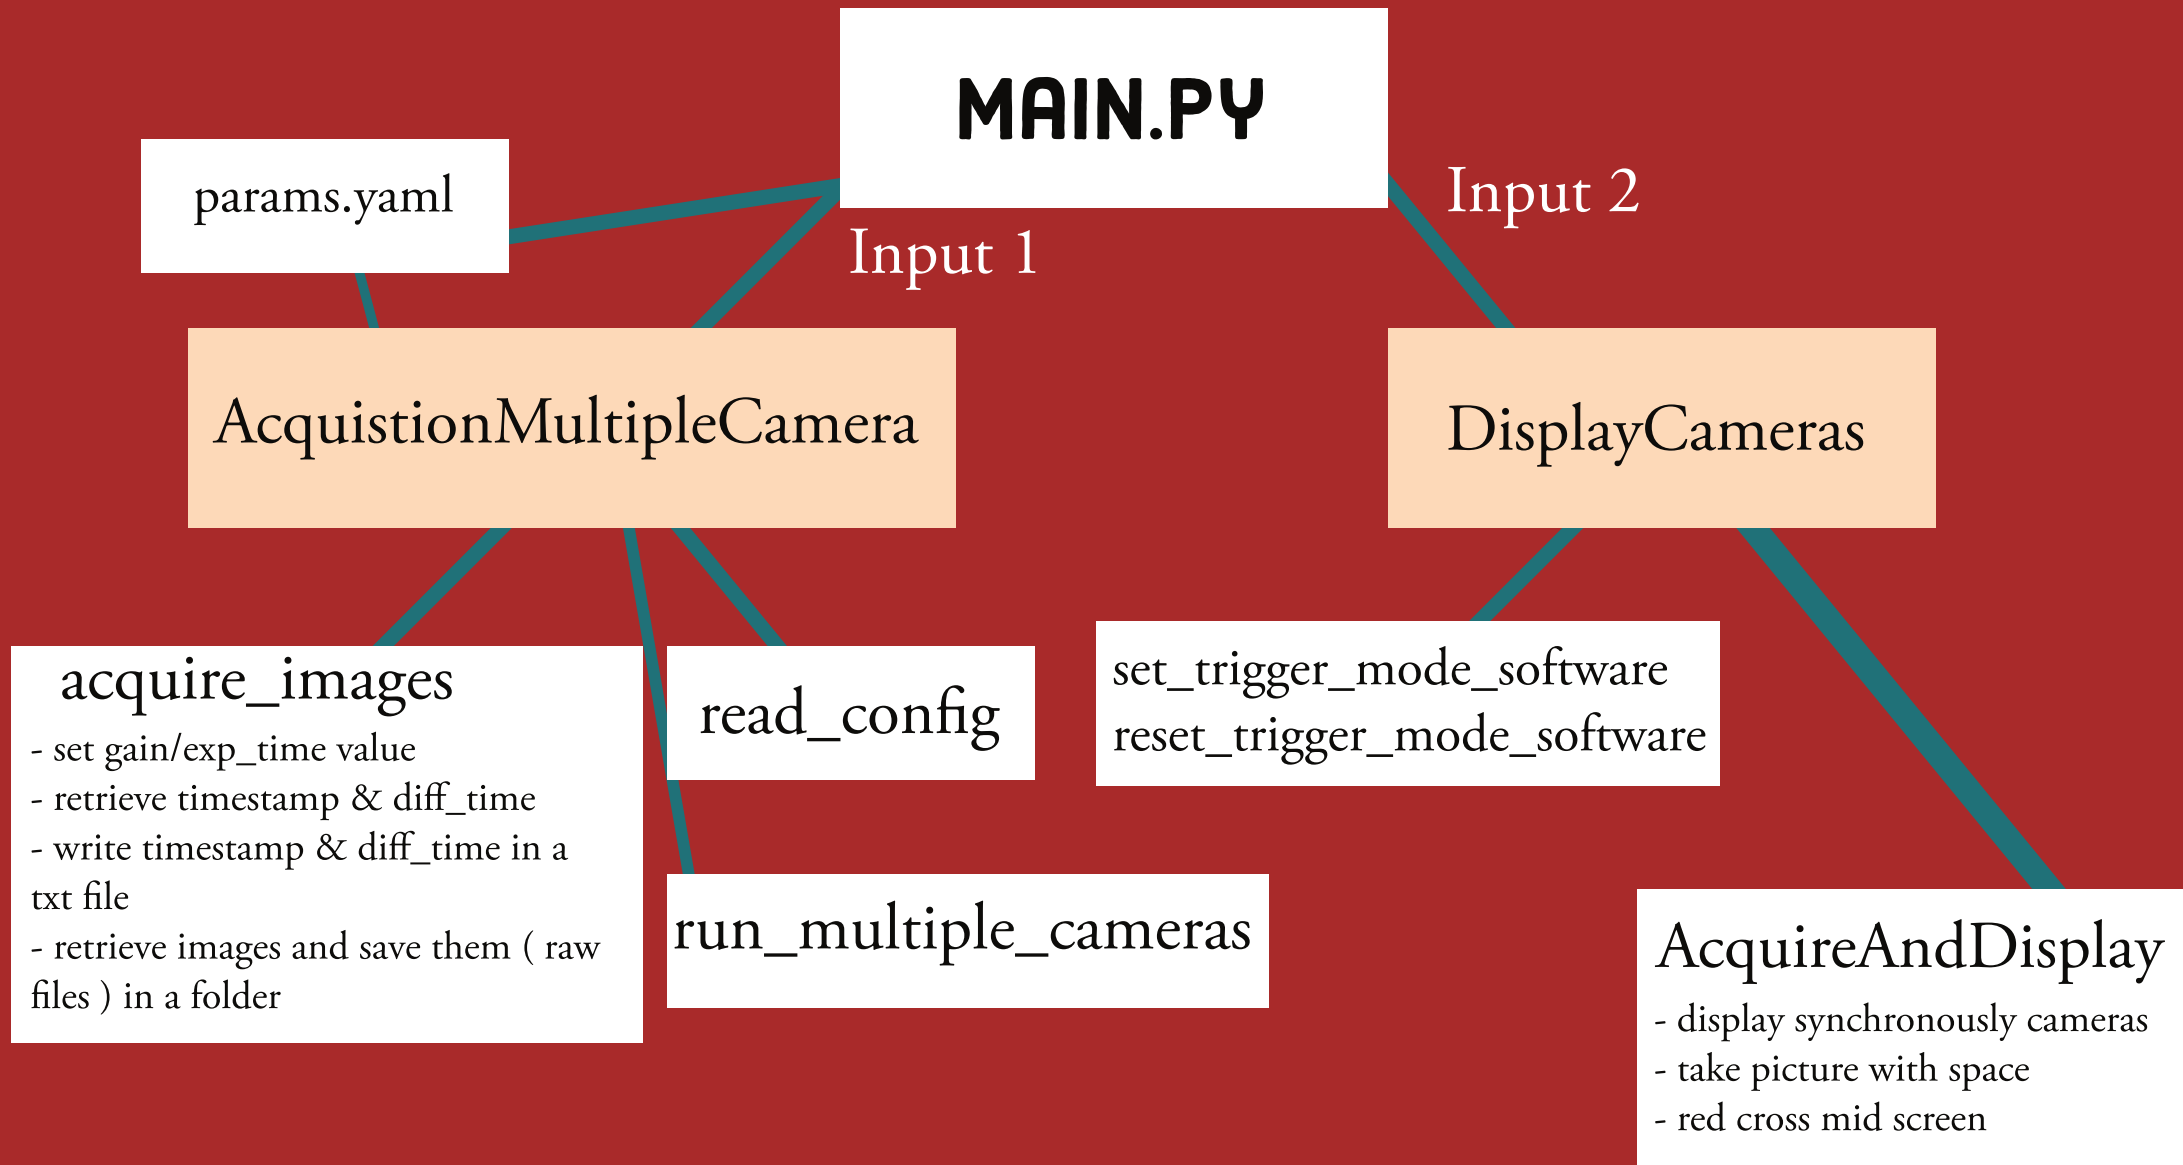 MAIN.PY
params.yaml
Input 1
Input 2
AcquistionMultipleCamera
DisplayCameras
acquire_images
- set gain/exp_time value
- retrieve timestamp & diff_time
- write timestamp & diff_time in a
txt file
- retrieve images and save them ( raw
files ) in a folder
read_config
run_multiple_cameras
set_trigger_mode_software
reset_trigger_mode_software
AcquireAndDisplay
- display synchronously cameras
- take picture with space
- red cross mid screen